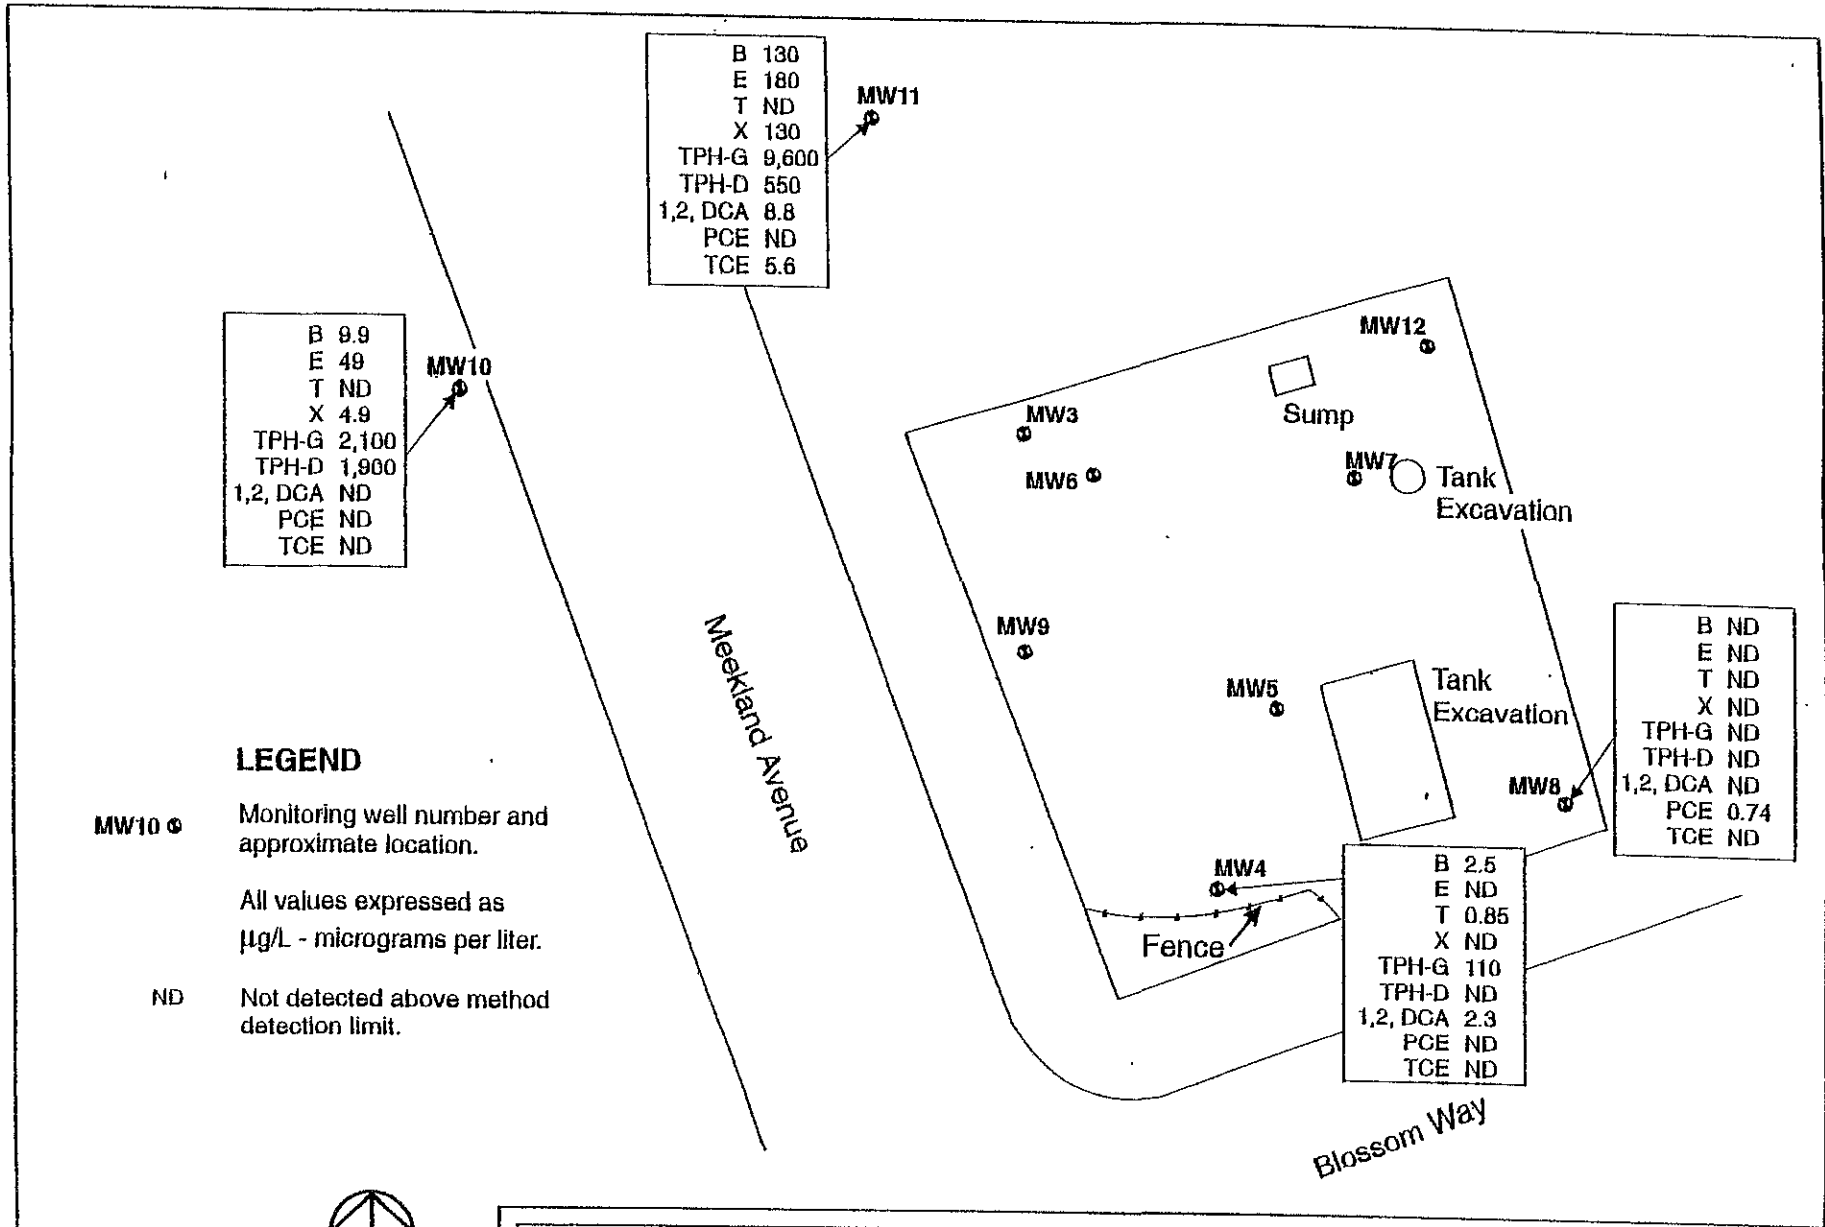 B 130
E 180
T ND
X 130
TPH-G 9,600
TPH-D 550
1,2, DCA 8.8
PCE ND
TCE 5.6
MW11
B 9.9
E 49
T ND
X 4.9
TPH-G 2,100
TPH-D 1,900
1,2, DCA ND
PCE ND
TCE ND
MW10
MW12
Sump
MW3
MW6
MW7
Tank
Excavation
MW9
Meekland Avenue
MW5
Tank
Excavation
B ND
E ND
T ND
X ND
TPH-G ND
TPH-D ND
1,2, DCA ND
PCE 0.74
TCE ND
MW8
MW4
Fence
B 2.5
E ND
T 0.85
X ND
TPH-G 110
TPH-D ND
1,2, DCA 2.3
PCE ND
TCE ND
Blossom Way
LEGEND
MW10 Monitoring well number and
approximate location.
All values expressed as
µg/L - micrograms per liter.
ND Not detected above method
detection limit.